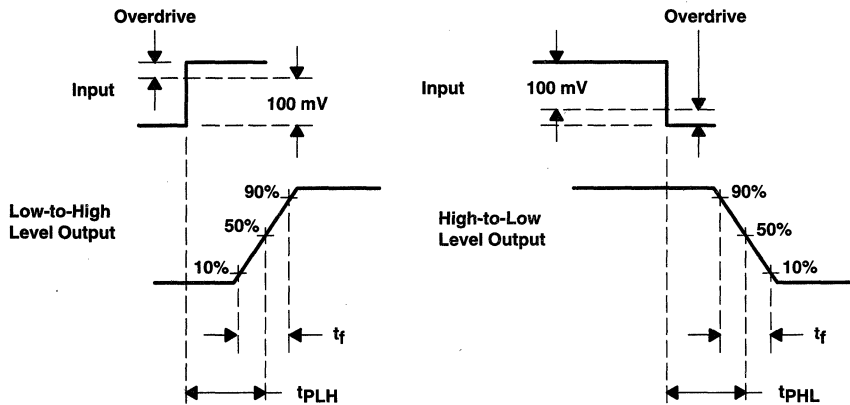 Overdrive
Input
100 mV
90%
Low-to-High
Level Output
50%
10%
tf
tPLH
Overdrive
Input
100 mV
90%
High-to-Low
Level Output
50%
10%
tf
tPHL